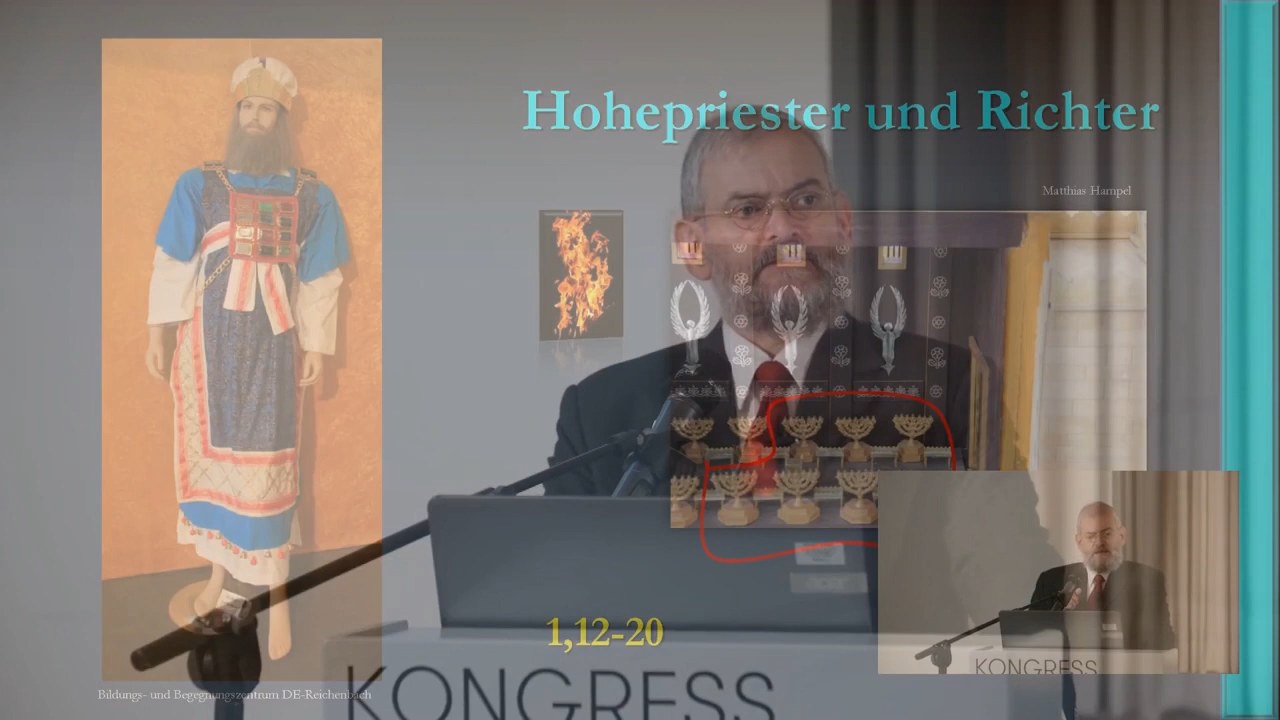 Hohepriester und Richter
Matthias Hampel
1,12-20
Bildungs- und Begegnungszentrum DE-Reichenbach
KONGRESS
KONGRESS